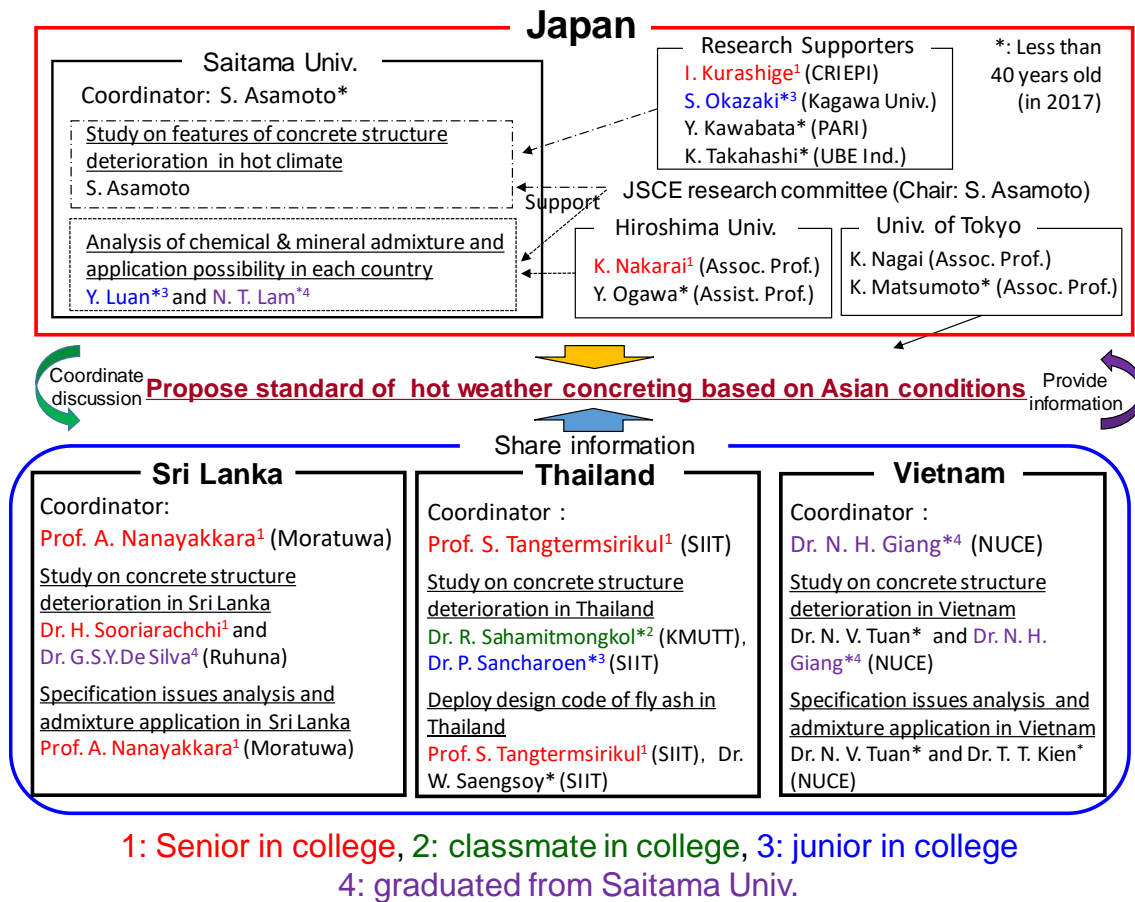 Japan
Saitama Univ.
Coordinator: S. Asamoto*
Study on features of concrete structure
deterioration in hot climate
S. Asamoto
Analysis of chemical & mineral admixture and
application possibility in each country
Y. Luan*3 and N. T. Lam*4
Research Supporters
I. Kurashige1 (CRIEPI)
S. Okazaki*3 (Kagawa Univ.)
Y. Kawabata* (PARI)
K. Takahashi* (UBE Ind.)
*: Less than
40 years old
(in 2017)
JSCE research committee (Chair: S. Asamoto)
Support
Hiroshima Univ.
K. Nakarai1 (Assoc. Prof.)
Y. Ogawa* (Assist. Prof.)
Univ. of Tokyo
K. Nagai (Assoc. Prof.)
K. Matsumoto* (Assoc. Prof.)
Coordinate
discussion
Propose standard of hot weather concreting based on Asian conditions
Provide
information
Share information
Sri Lanka
Coordinator:
Prof. A. Nanayakkara1 (Moratuwa)
Study on concrete structure
deterioration in Sri Lanka
Dr. H. Sooriarachchi1 and
Dr. G.S.Y.De Silva4 (Ruhuna)
Specification issues analysis and
admixture application in Sri Lanka
Prof. A. Nanayakkara1 (Moratuwa)
Thailand
Coordinator :
Prof. S. Tangtermsirikul1 (SIIT)
Study on concrete structure
deterioration in Thailand
Dr. R. Sahamitmongkol*2 (KMUTT),
Dr. P. Sancharoen*3 (SIIT)
Deploy design code of fly ash in
Thailand
Prof. S. Tangtermsirikul1 (SIIT), Dr.
W. Saengsoy* (SIIT)
Vietnam
Coordinator :
Dr. N. H. Giang*4 (NUCE)
Study on concrete structure
deterioration in Vietnam
Dr. N. V. Tuan* and Dr. N. H.
Giang*4 (NUCE)
Specification issues analysis and
admixture application in Vietnam
Dr. N. V. Tuan* and Dr. T. T. Kien*
(NUCE)
1: Senior in college, 2: classmate in college, 3: junior in college
4: graduated from Saitama Univ.